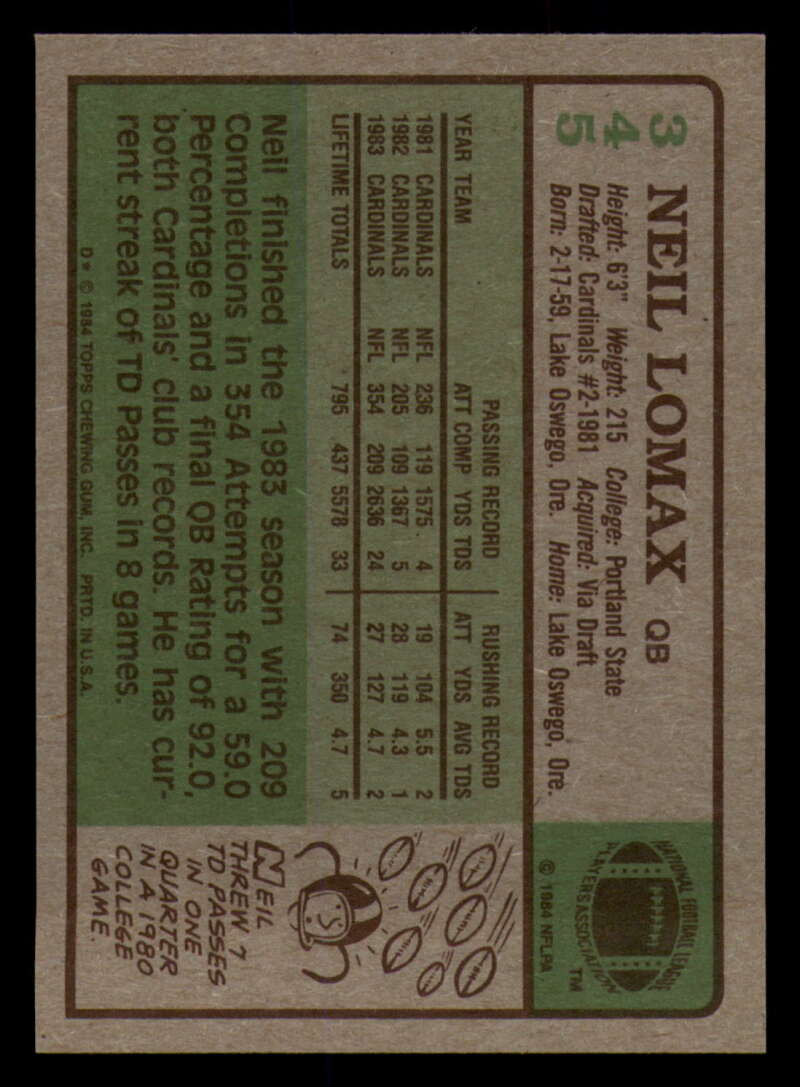 345
NEIL LOMAX QB
Height: 6'3" Weight: 215 College: Portland State
Drafted: Cardinals #2-1981 Acquired: Via Draft
Born: 2-17-59, Lake Oswego, Ore. Home: Lake Oswego, Ore.
NATIONAL FOOTBALL LEAGUE
PLAYERS ASSOCIATION
TM
© 1984 NFLPA
PASSING RECORD RUSHING RECORD
YEAR TEAM ATT COMP YDS TDS ATT YDS AVG TDS
1981 CARDINALS NFL 236 119 1575 4 19 104 5.5 2
1982 CARDINALS NFL 205 109 1367 5 28 119 4.3 1
1983 CARDINALS NFL 354 209 2636 24 27 127 4.7 2
LIFETIME TOTALS 795 437 5578 33 74 350 4.7 5
Neil finished the 1983 season with 209
Completions in 354 Attempts for a 59.0
Percentage and a final QB Rating of 92.0,
both Cardinals' club records. He has cur-
rent streak of TD Passes in 8 games.
D* © 1984 TOPPS CHEWING GUM, INC. PRTD. IN U.S.A.
NEIL
THREW 7
TD PASSES
IN ONE
QUARTER
IN A 1980
COLLEGE
GAME.